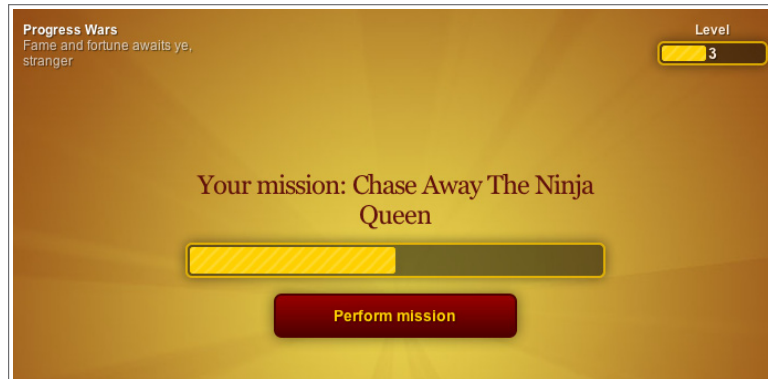 Progress Wars
Fame and fortune awaits ye,
stranger
Level
3
Your mission: Chase Away The Ninja
Queen
Perform mission